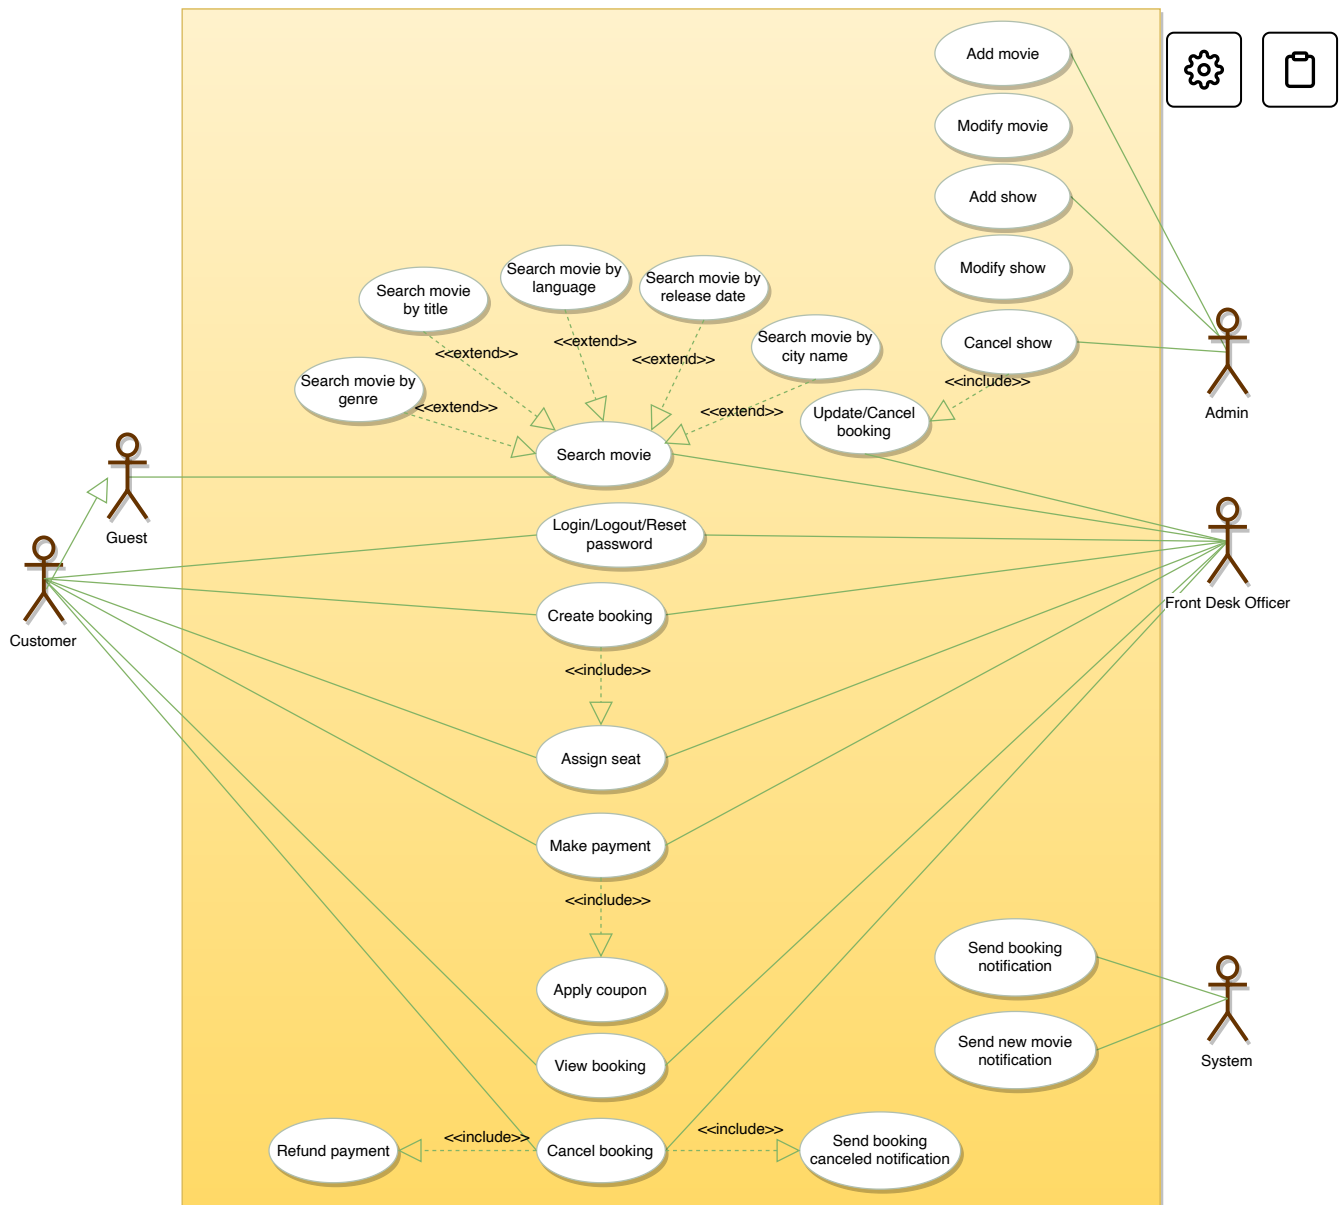 Add movie
Modify movie
Add show
Modify show
Cancel show
<<include>>
Update/Cancel
booking
Admin
Search movie by
language
Search movie by
release date
Search movie
by title
Search movie by
city name
Search movie by
genre
<<extend>>
<<extend>>
<<extend>>
<<extend>>
<<extend>>
Search movie
Guest
Customer
Login/Logout/Reset
password
Front Desk Officer
Create booking
<<include>>
Assign seat
Make payment
<<include>>
Apply coupon
View booking
Send booking
notification
Send new movie
notification
System
Refund payment
<<include>>
Cancel booking
<<include>>
Send booking
canceled notification